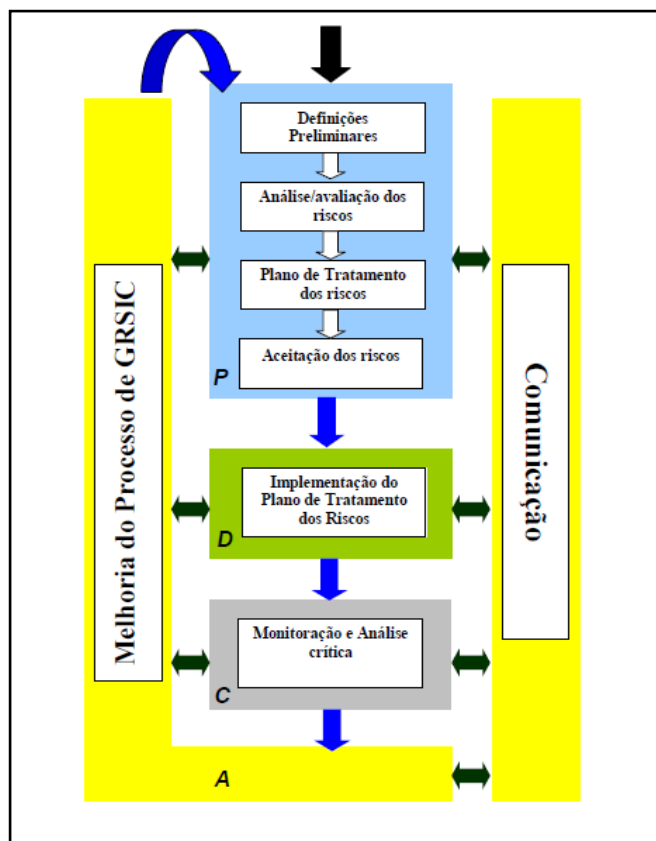 Definições
Preliminares
Análise/avaliação dos
riscos
Plano de Tratamento
dos riscos
Aceitação dos riscos
P
Implementação do
Plano de Tratamento
dos Riscos
D
Monitoração e Análise
crítica
C
A
Melhoria do Processo de GRSIC
Comunicação